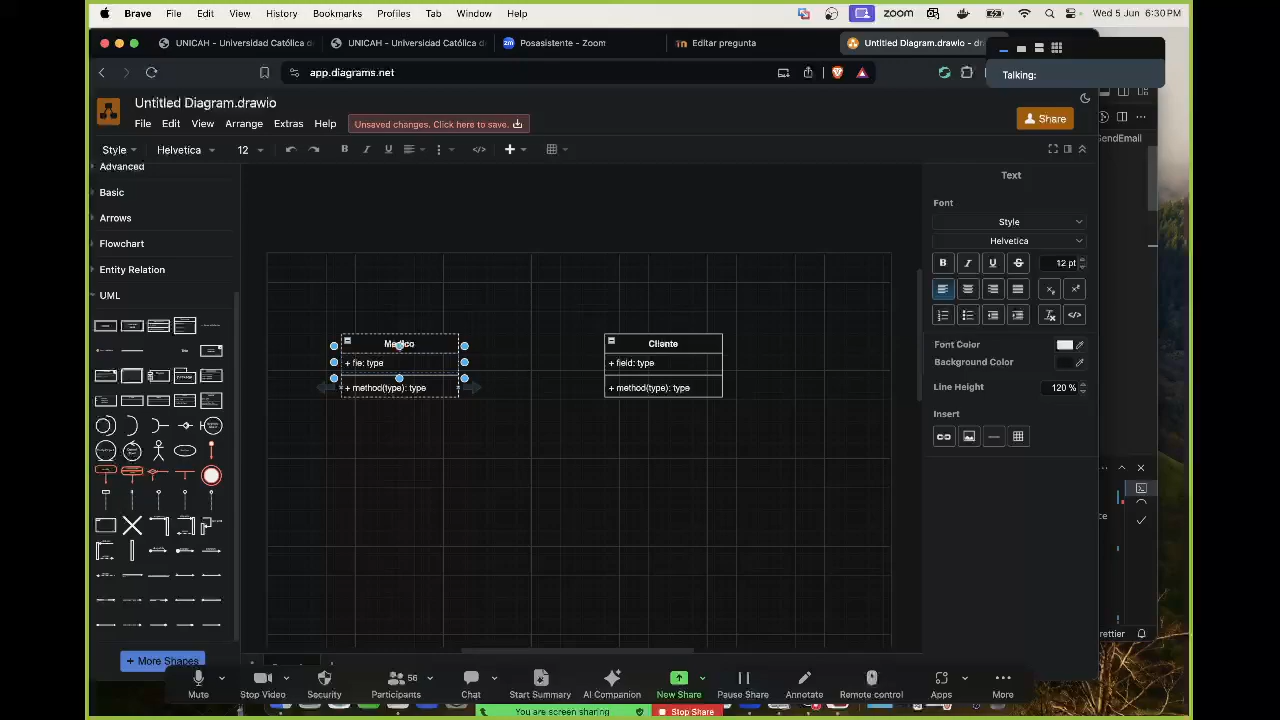 Brave File Edit View History Bookmarks Profiles Tab Window Help zoom Wed 5 Jun 6:30 PM
UNICAH - Universidad Católica d UNICAH - Universidad Católica d Posasistente - Zoom Editar pregunta Untitled Diagram.drawio - dr
Talking:
app.diagrams.net
Untitled Diagram.drawio
File Edit View Arrange Extras Help Unsaved changes. Click here to save. Share
SendEmail
Style Helvetica 12
Advanced
Basic
Arrows
Flowchart
Entity Relation
UML
+ More Shapes
+ fie: type
+ method(type): type
Cliente
+ field: type
+ method(type): type
Text
Font
Style
Helvetica
B I U S 12 pt
Font Color
Background Color
Line Height 120 %
Insert
Mute Stop Video Security Participants 56 Chat Start Summary AI Companion New Share Pause Share Annotate Remote control Apps More
You are screen sharing Stop Share